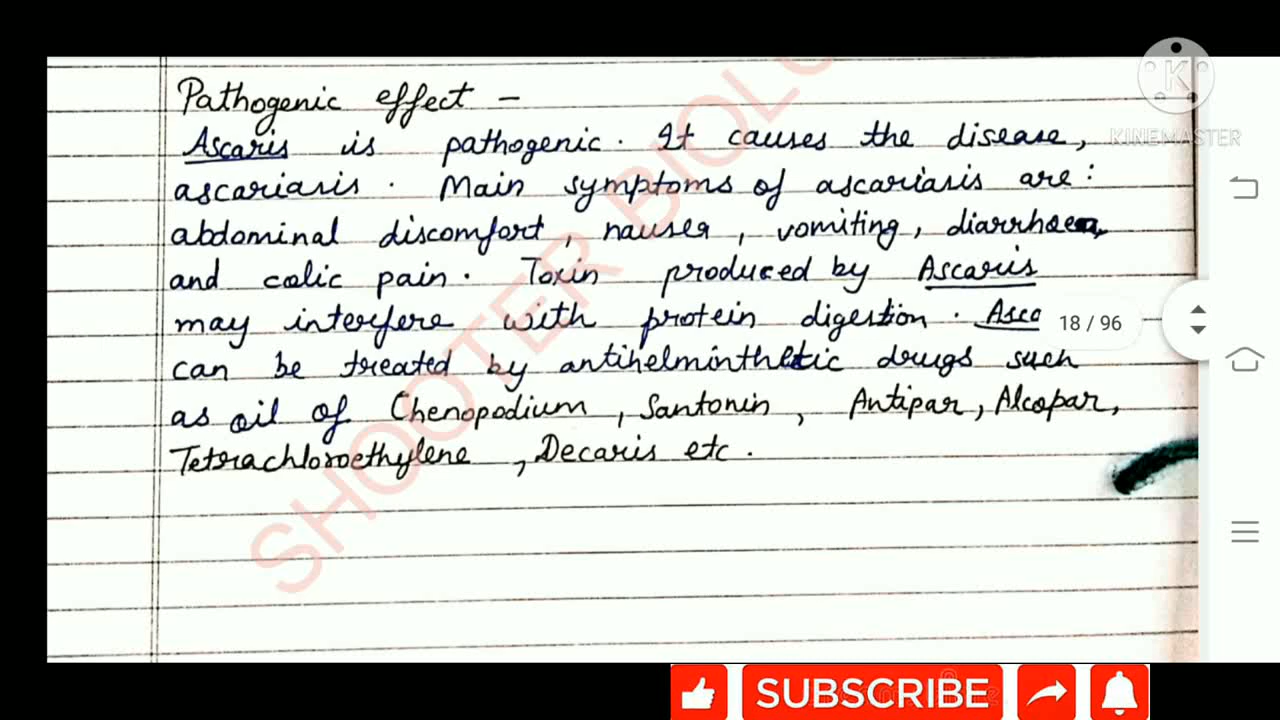 KINEMASTER
Pathogenic effect -
Ascaris is pathogenic. It causes the disease,
ascariasis. Main symptoms of ascariasis are:
abdominal discomfort, nausea, vomiting, diarrhoea,
and colic pain. Toxin produced by Ascaris
may interfere with protein digestion. Asca
18 / 96
can be treated by antihelminthetic drugs such
as oil of Chenopodium, Santonin, Antipar, Alcopar,
Tetrachloroethylene, Decaris etc.
SHOOTER BIOLO
SUBSCRIBE